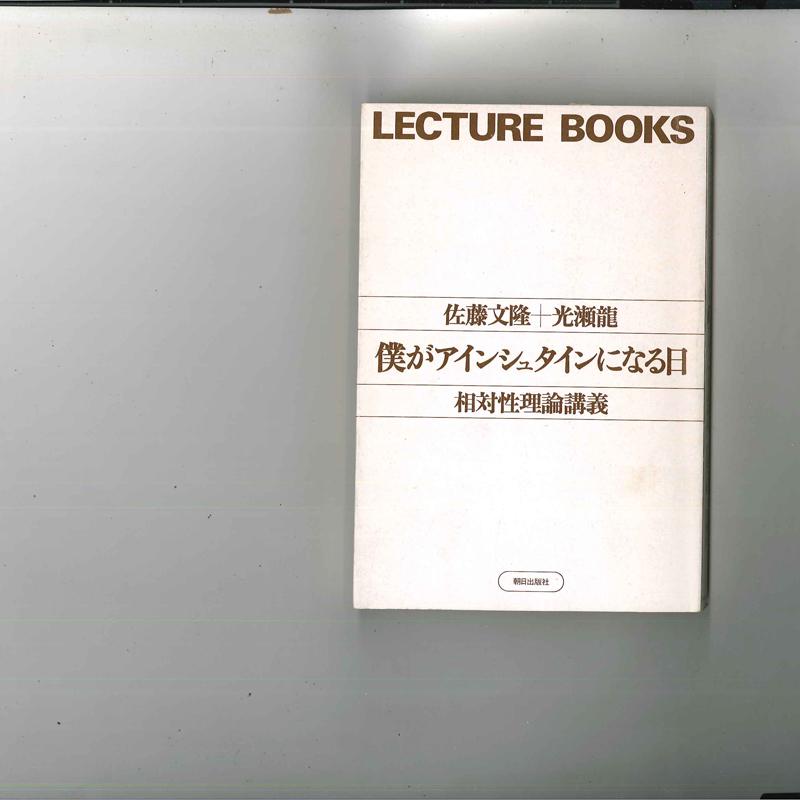 LECTURE BOOKS
佐藤文隆＋光瀬龍
僕がアインシュタインになる日
相対性理論講義
朝日出版社